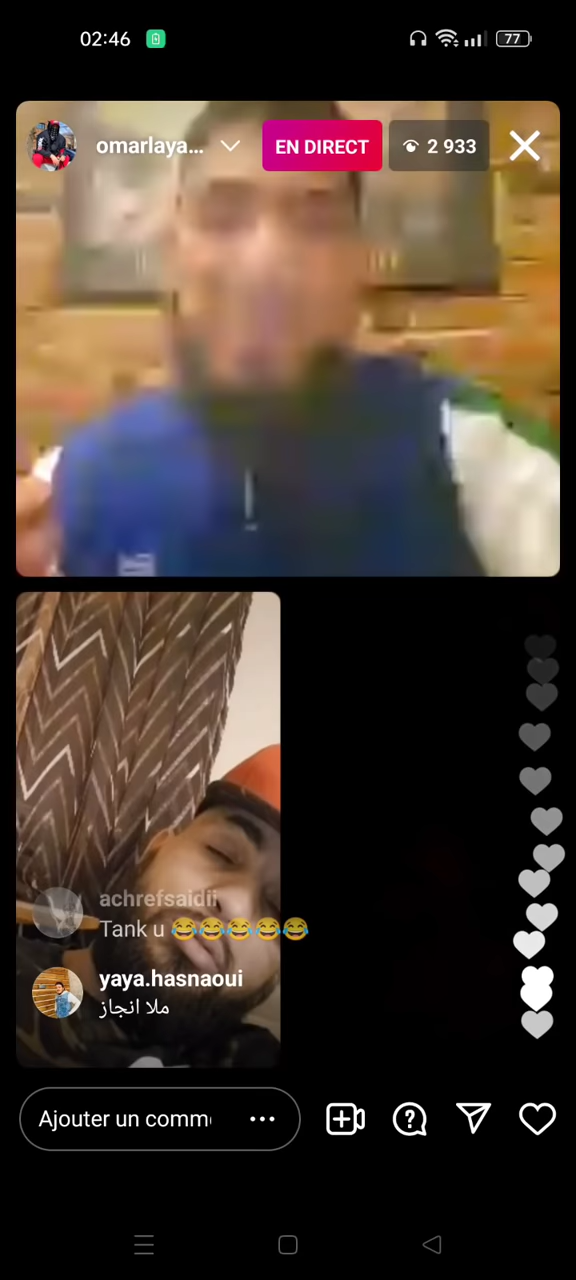 02:46
77
omarlaya...
EN DIRECT
2 933
achrefsaidii
Tank u 😂😂😂😂😂
yaya.hasnaoui
ملا انجاز
Ajouter un comm